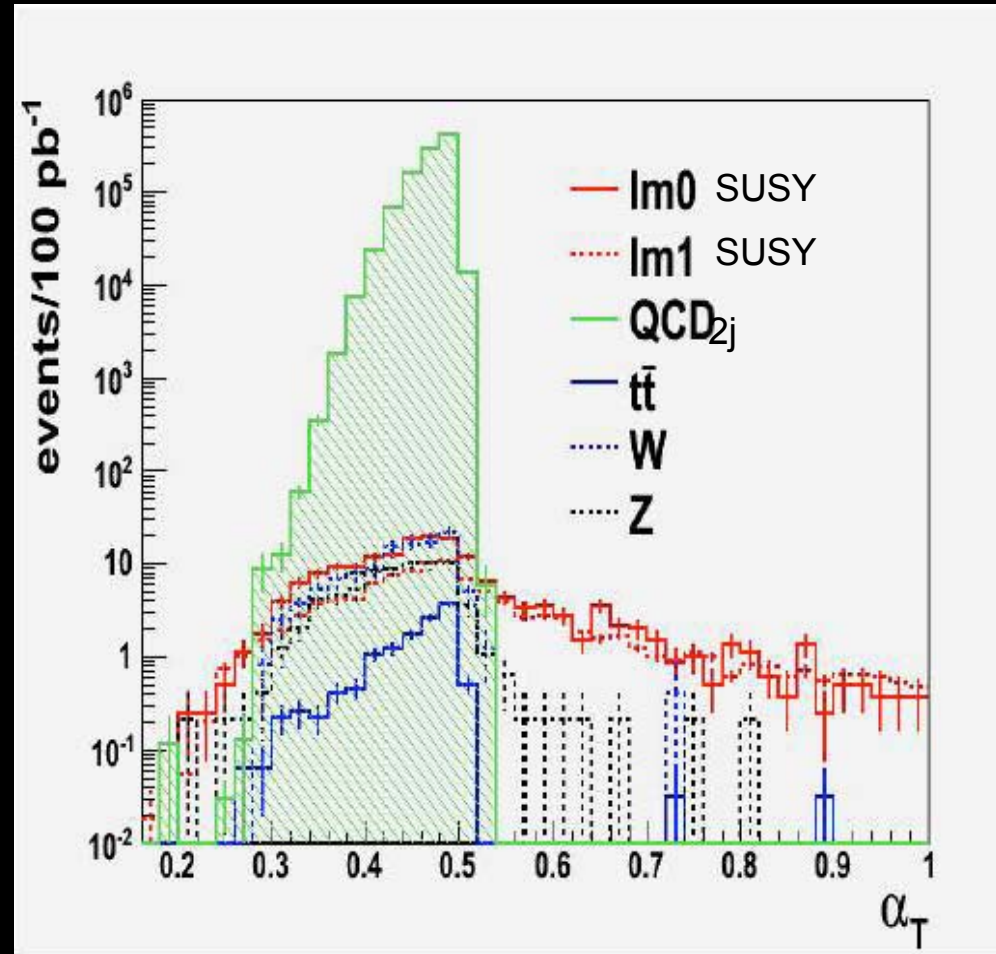 events/100 pb⁻¹
10⁶
10⁵
10⁴
10³
10²
10
1
10⁻¹
10⁻²
lm0 SUSY
lm1 SUSY
QCD2j
tt̄
W
Z
0.2 0.3 0.4 0.5 0.6 0.7 0.8 0.9 1
αT